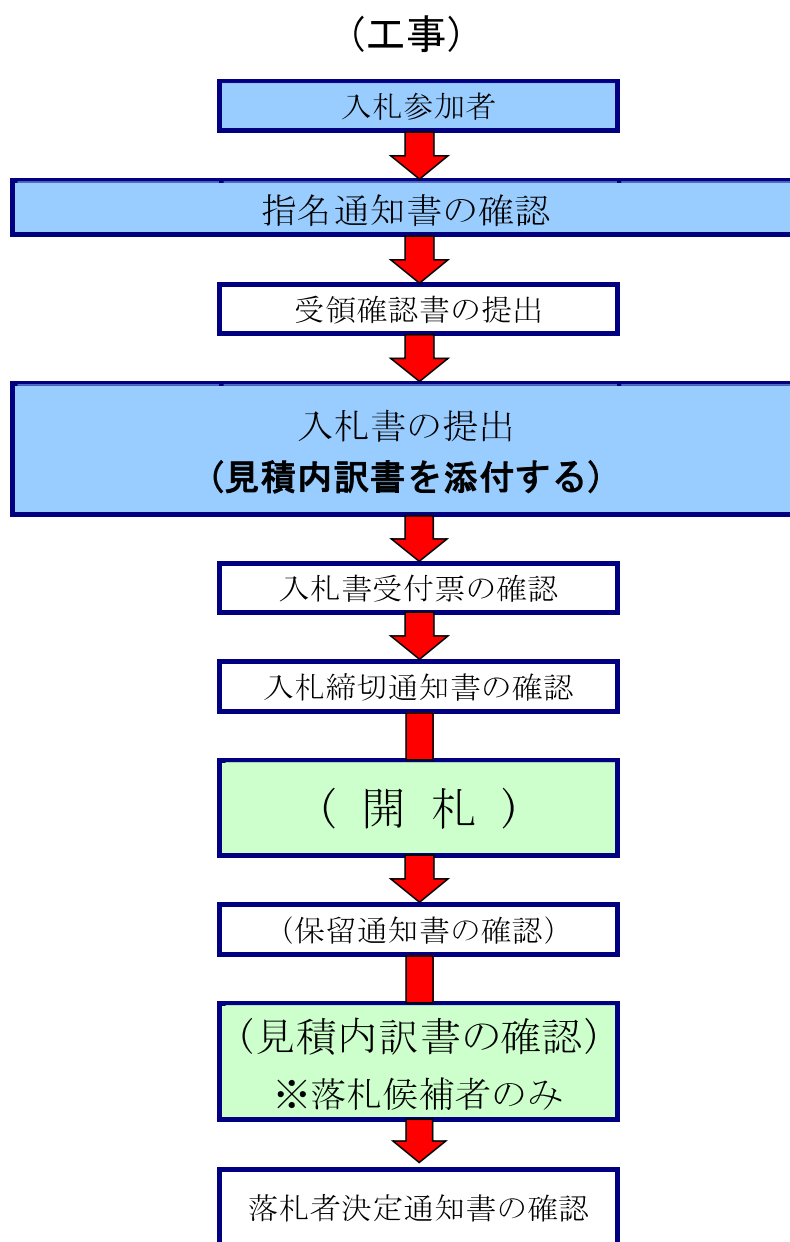 (工事)
入札参加者
指名通知書の確認
受領確認書の提出
入札書の提出
(見積内訳書を添付する)
入札書受付票の確認
入札締切通知書の確認
( 開 札 )
(保留通知書の確認)
(見積内訳書の確認)
※落札候補者のみ
落札者決定通知書の確認